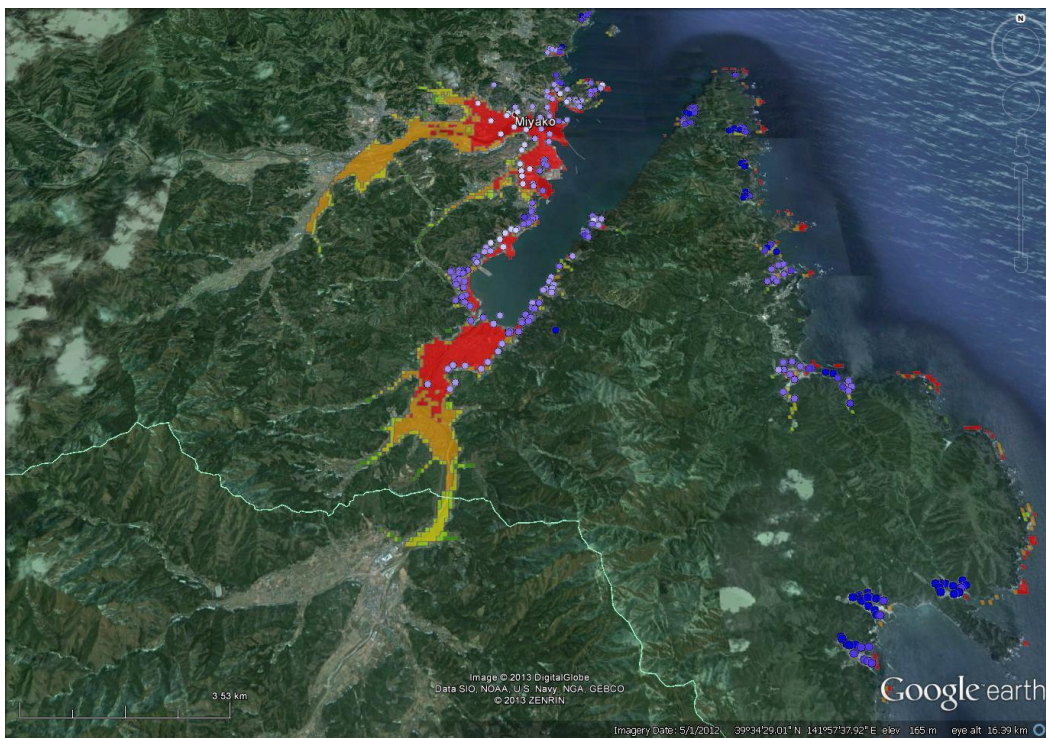 N
Miyako
3.53 km
Image © 2013 DigitalGlobe
Data SIO, NOAA, U.S. Navy, NGA, GEBCO
© 2013 ZENRIN
Google earth
Imagery Date: 5/1/2012 39°34'29.01" N 141°57'37.92" E elev 165 m eye alt 16.39 km